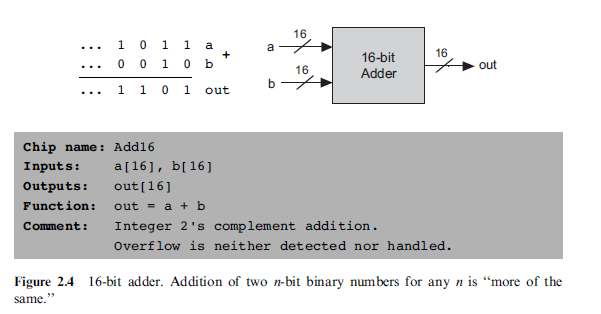 ... 1 0 1 1 a
+
... 0 0 1 0 b
... 1 1 0 1 out
a 16
b 16
16-bit
Adder
16
out
Chip name: Add16
Inputs: a[16], b[16]
Outputs: out[16]
Function: out = a + b
Comment: Integer 2's complement addition.
Overflow is neither detected nor handled.
Figure 2.4 16-bit adder. Addition of two n-bit binary numbers for any n is “more of the
same.”